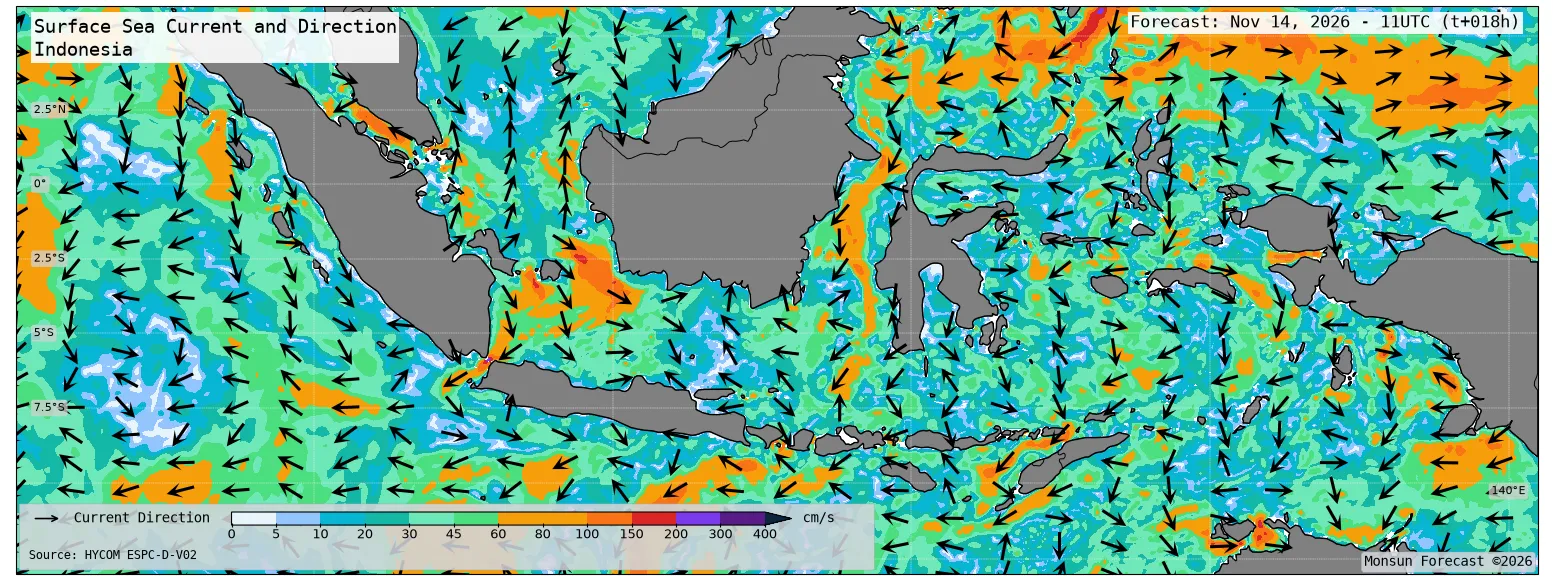 Surface Sea Current and Direction
Indonesia
Forecast: Nov 14, 2026 - 11UTC (t+018h)
2.5°N
0°
2.5°S
5°S
7.5°S
140°E
Current Direction
0 5 10 20 30 45 60 80 100 150 200 300 400 cm/s
Source: HYCOM ESPC-D-V02
Monsun Forecast ©2026